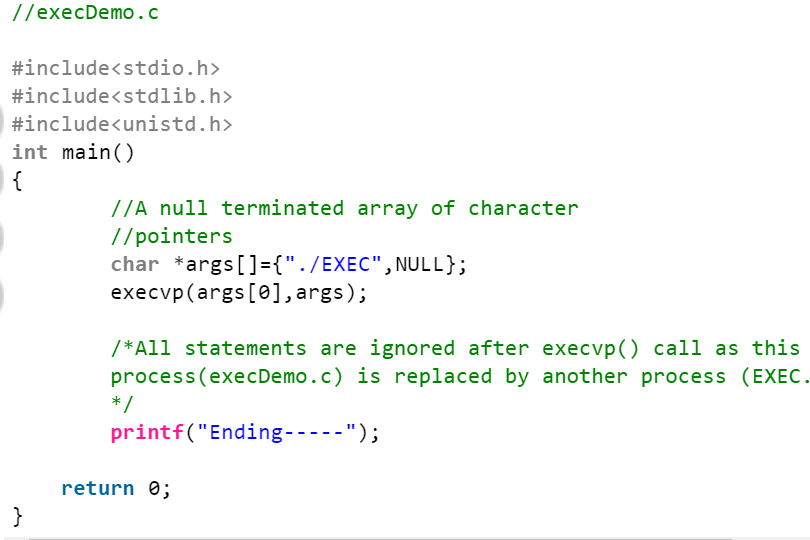 //execDemo.c
#include<stdio.h>
#include<stdlib.h>
#include<unistd.h>
int main()
{
//A null terminated array of character
//pointers
char *args[]={"./EXEC",NULL};
execvp(args[0],args);
/*All statements are ignored after execvp() call as this
process(execDemo.c) is replaced by another process (EXEC.
*/
printf("Ending-----");
return 0;
}